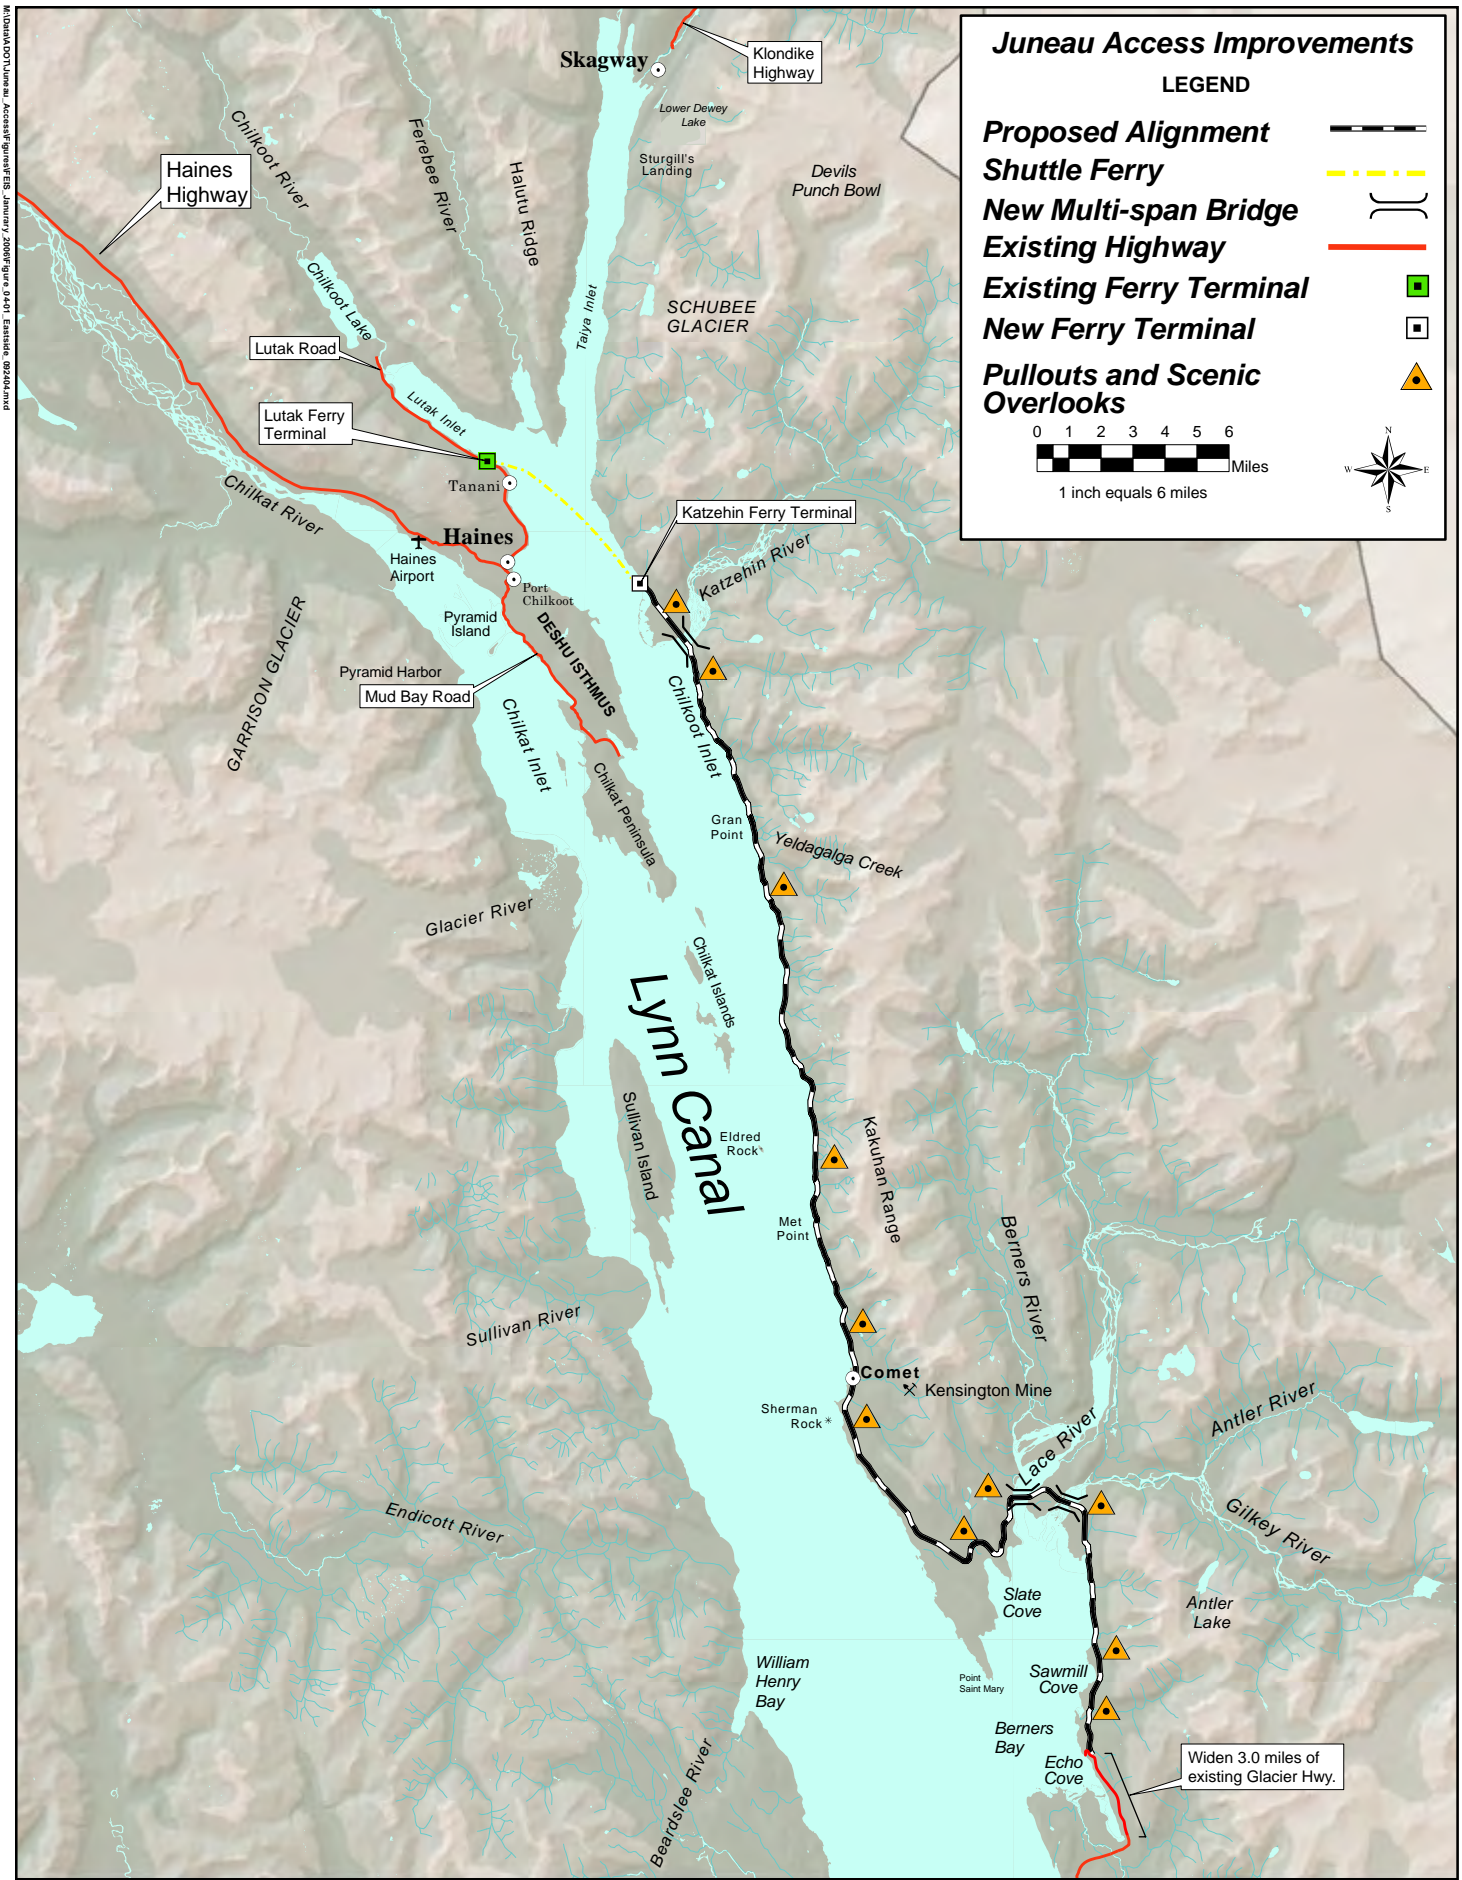 M:\Data\ADOT\Juneau_Access\Figures\FEIS_Janurary_2006\Figure_04-01_Eastside_092404.mxd
Juneau Access Improvements
LEGEND
Proposed Alignment
Shuttle Ferry
New Multi-span Bridge
Existing Highway
Existing Ferry Terminal
New Ferry Terminal
Pullouts and Scenic
Overlooks
0 1 2 3 4 5 6
Miles
1 inch equals 6 miles
N
W
E
S
Skagway
Klondike
Highway
Lower Dewey
Lake
Sturgill's
Landing
Devils
Punch Bowl
Chilkoot River
Ferebee River
Halutu Ridge
Haines
Highway
Chilkoot Lake
Taiya Inlet
SCHUBEE
GLACIER
Lutak Road
Lutak Inlet
Lutak Ferry
Terminal
Tanani
Chilkat River
Katzehin Ferry Terminal
Haines
Haines
Airport
Katzehin River
Port
Chilkoot
Pyramid
Island
DESHU ISTHMUS
GARRISON GLACIER
Pyramid Harbor
Mud Bay Road
Chilkat Inlet
Chilkoot Inlet
Chilkat Peninsula
Gran
Point
Yeldagalga Creek
Glacier River
Chilkat Islands
Lynn Canal
Sullivan Island
Eldred
Rock
Kakuhan Range
Met
Point
Berners River
Sullivan River
Comet
Kensington Mine
Sherman
Rock
Antler River
Lace River
Endicott River
Gilkey River
Slate
Cove
Antler
Lake
William
Henry
Bay
Point
Saint Mary
Sawmill
Cove
Berners
Bay
Echo
Cove
Widen 3.0 miles of
existing Glacier Hwy.
Beardslee River